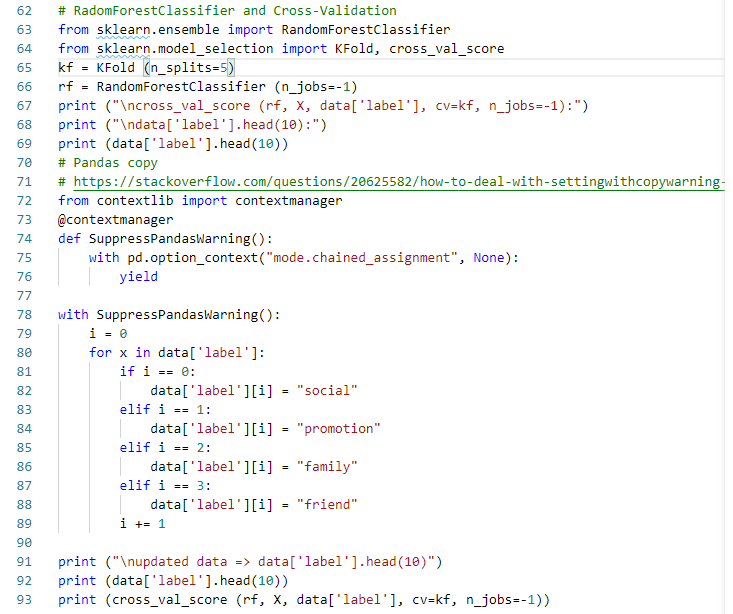 62 # RadomForestClassifier and Cross-Validation
63 from sklearn.ensemble import RandomForestClassifier
64 from sklearn.model_selection import KFold, cross_val_score
65 kf = KFold (n_splits=5)
66 rf = RandomForestClassifier (n_jobs=-1)
67 print ("\ncross_val_score (rf, X, data['label'], cv=kf, n_jobs=-1):")
68 print ("\ndata['label'].head(10):")
69 print (data['label'].head(10))
70 # Pandas copy
71 # https://stackoverflow.com/questions/20625582/how-to-deal-with-settingwithcopywarning-
72 from contextlib import contextmanager
73 @contextmanager
74 def SuppressPandasWarning():
75     with pd.option_context("mode.chained_assignment", None):
76         yield
77
78 with SuppressPandasWarning():
79     i = 0
80     for x in data['label']:
81         if i == 0:
82             data['label'][i] = "social"
83         elif i == 1:
84             data['label'][i] = "promotion"
85         elif i == 2:
86             data['label'][i] = "family"
87         elif i == 3:
88             data['label'][i] = "friend"
89         i += 1
90
91 print ("\nupdated data => data['label'].head(10)")
92 print (data['label'].head(10))
93 print (cross_val_score (rf, X, data['label'], cv=kf, n_jobs=-1))